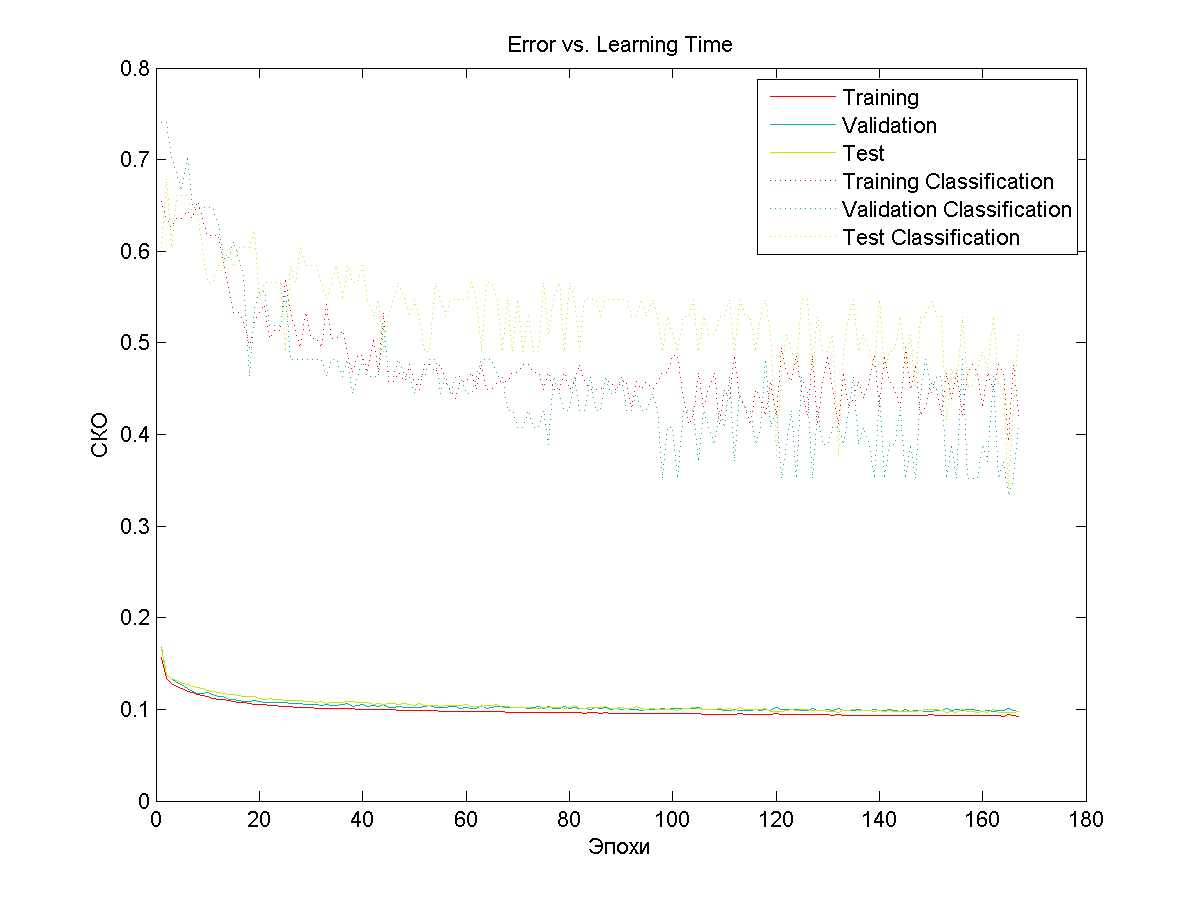 Error vs. Learning Time
0.8
0.7
0.6
0.5
0.4
0.3
0.2
0.1
0
СКО
Training
Validation
Test
Training Classification
Validation Classification
Test Classification
0 20 40 60 80 100 120 140 160 180
Эпохи